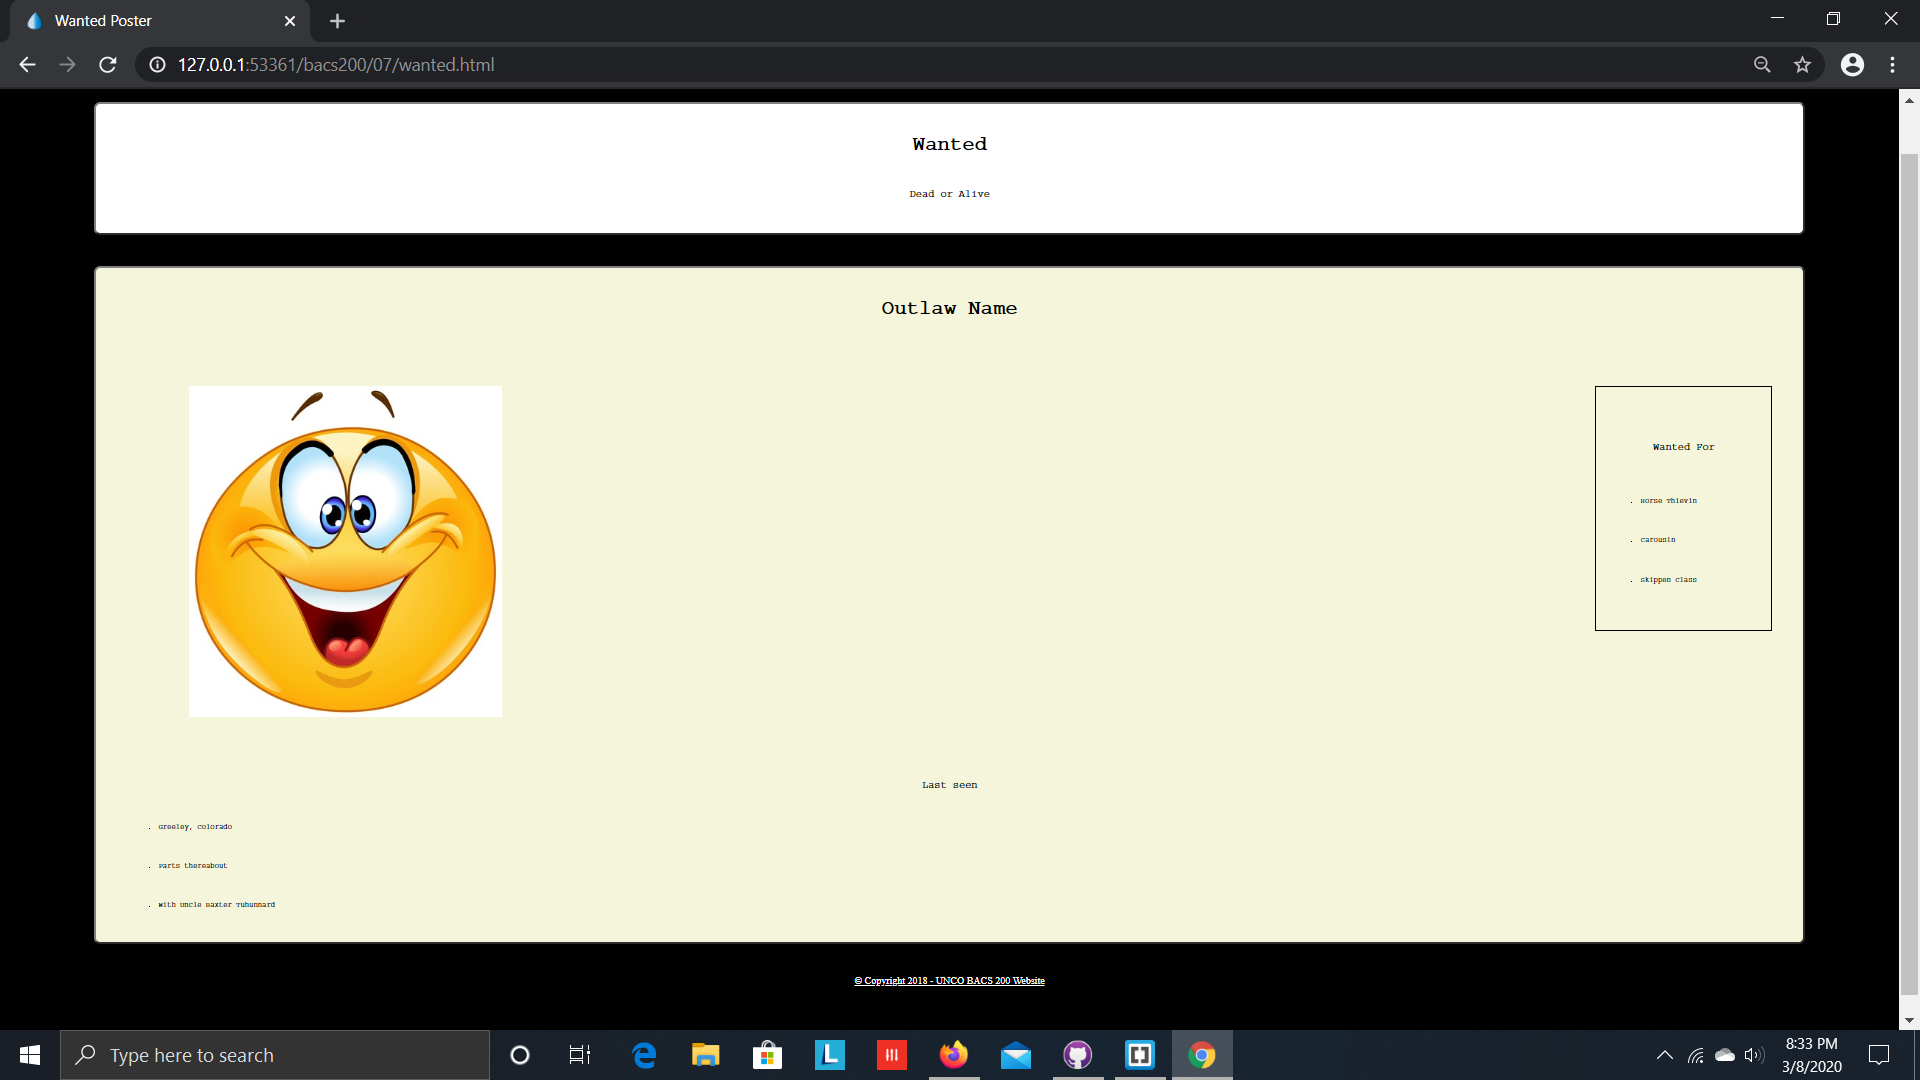 Wanted Poster
127.0.0.1:53361/bacs200/07/wanted.html
Wanted
Dead or Alive
Outlaw Name
Wanted For
Horse Thievin
Carousin
Skippen Class
Last seen
Greeley, Colorado
Parts thereabout
With Uncle Baxter
© Copyright 2018 - UNCO BACS 200 Website
Type here to search
8:33 PM
3/8/2020